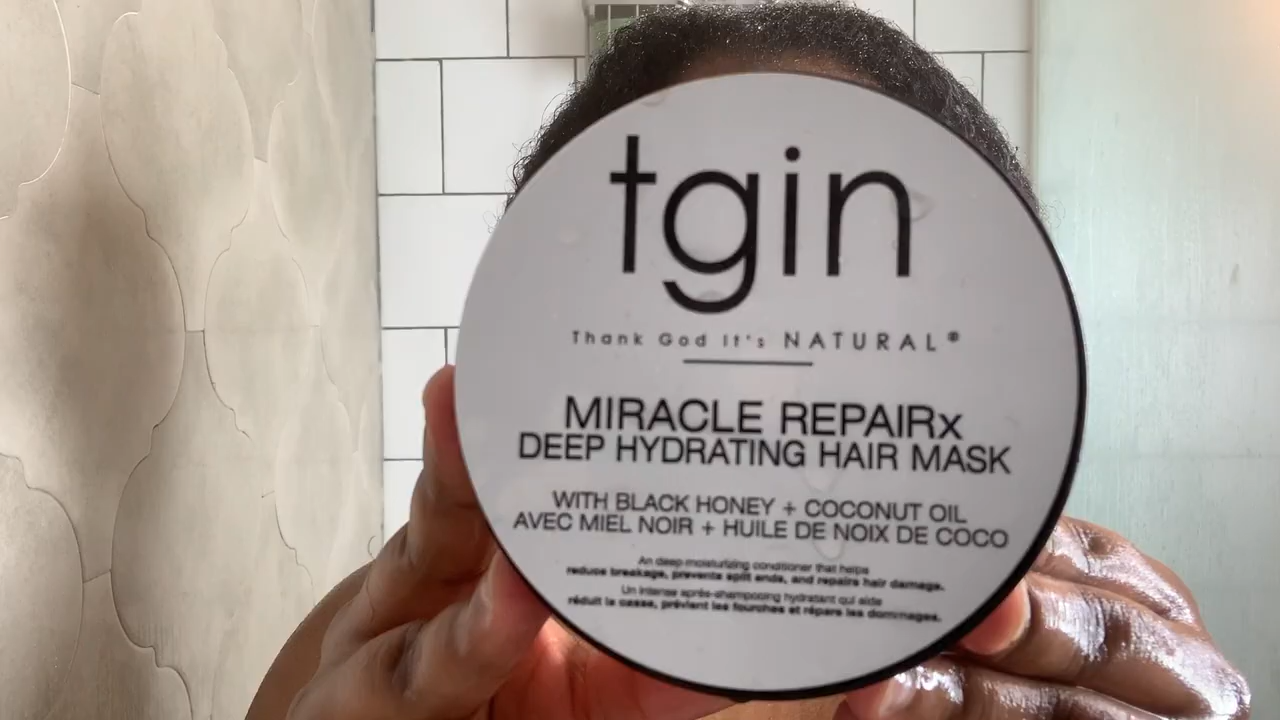 tgin
Thank God It's NATURAL®
MIRACLE REPAIRx
DEEP HYDRATING HAIR MASK
WITH BLACK HONEY + COCONUT OIL
AVEC MIEL NOIR + HUILE DE NOIX DE COCO
An deep moisturizing conditioner that helps
reduce breakage, prevents split ends, and repairs hair damage.
Un intense après-shampooing hydratant qui aide
réduit la casse, prévient les fourches et répare les dommages.